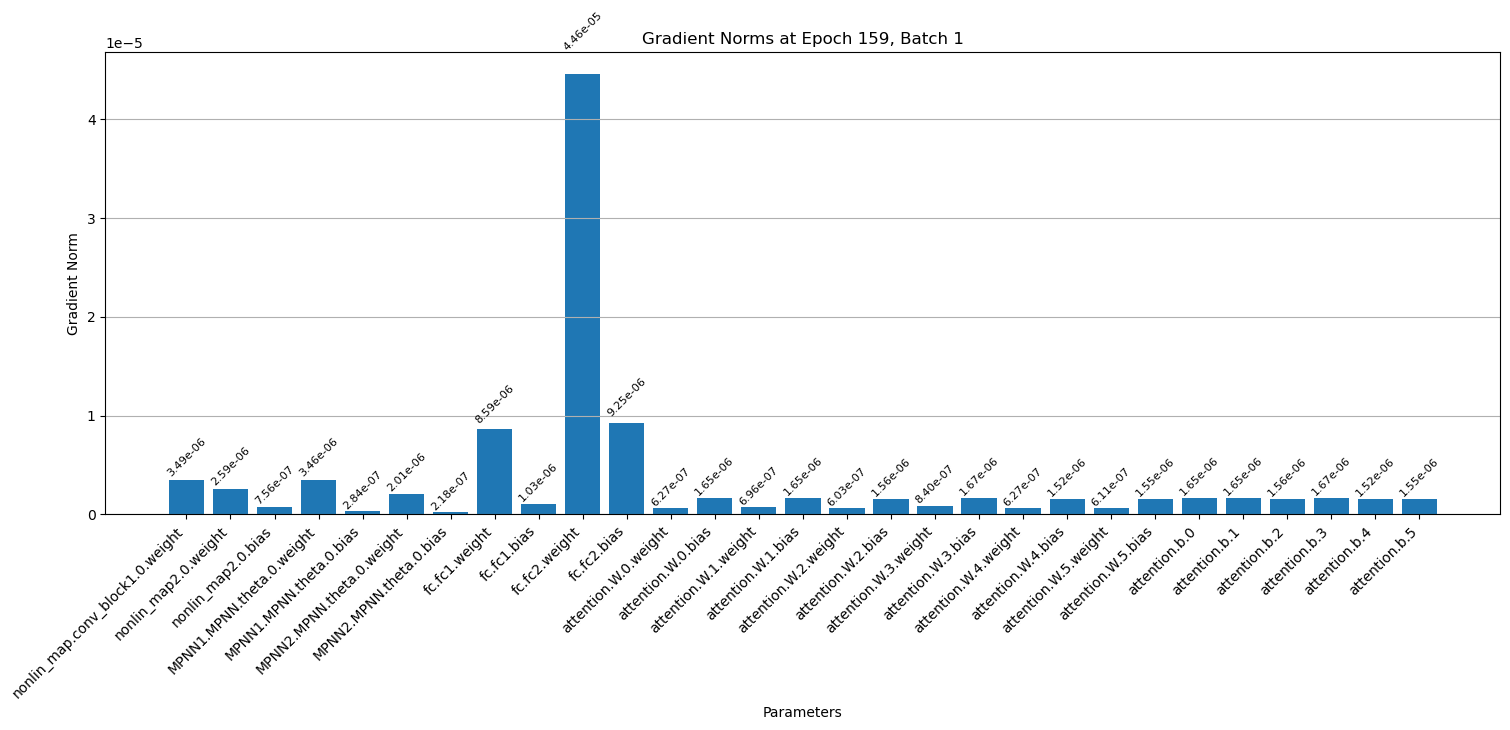 Gradient Norms at Epoch 159, Batch 1
1e−5
Gradient Norm
4
3
2
1
0
3.49e-06
2.59e-06
7.56e-07
3.46e-06
2.84e-07
2.01e-06
2.18e-07
8.59e-06
1.03e-06
4.46e-05
9.25e-06
6.27e-07
1.65e-06
6.96e-07
1.65e-06
6.03e-07
1.56e-06
8.40e-07
1.67e-06
6.27e-07
1.52e-06
6.11e-07
1.55e-06
1.65e-06
1.65e-06
1.56e-06
1.67e-06
1.52e-06
1.55e-06
nonlin_map.conv_block1.0.weight
nonlin_map2.0.weight
nonlin_map2.0.bias
MPNN1.MPNN.theta.0.weight
MPNN1.MPNN.theta.0.bias
MPNN2.MPNN.theta.0.weight
MPNN2.MPNN.theta.0.bias
fc.fc1.weight
fc.fc1.bias
fc.fc2.weight
fc.fc2.bias
attention.W.0.weight
attention.W.0.bias
attention.W.1.weight
attention.W.1.bias
attention.W.2.weight
attention.W.2.bias
attention.W.3.weight
attention.W.3.bias
attention.W.4.weight
attention.W.4.bias
attention.W.5.weight
attention.W.5.bias
attention.b.0
attention.b.1
attention.b.2
attention.b.3
attention.b.4
attention.b.5
Parameters